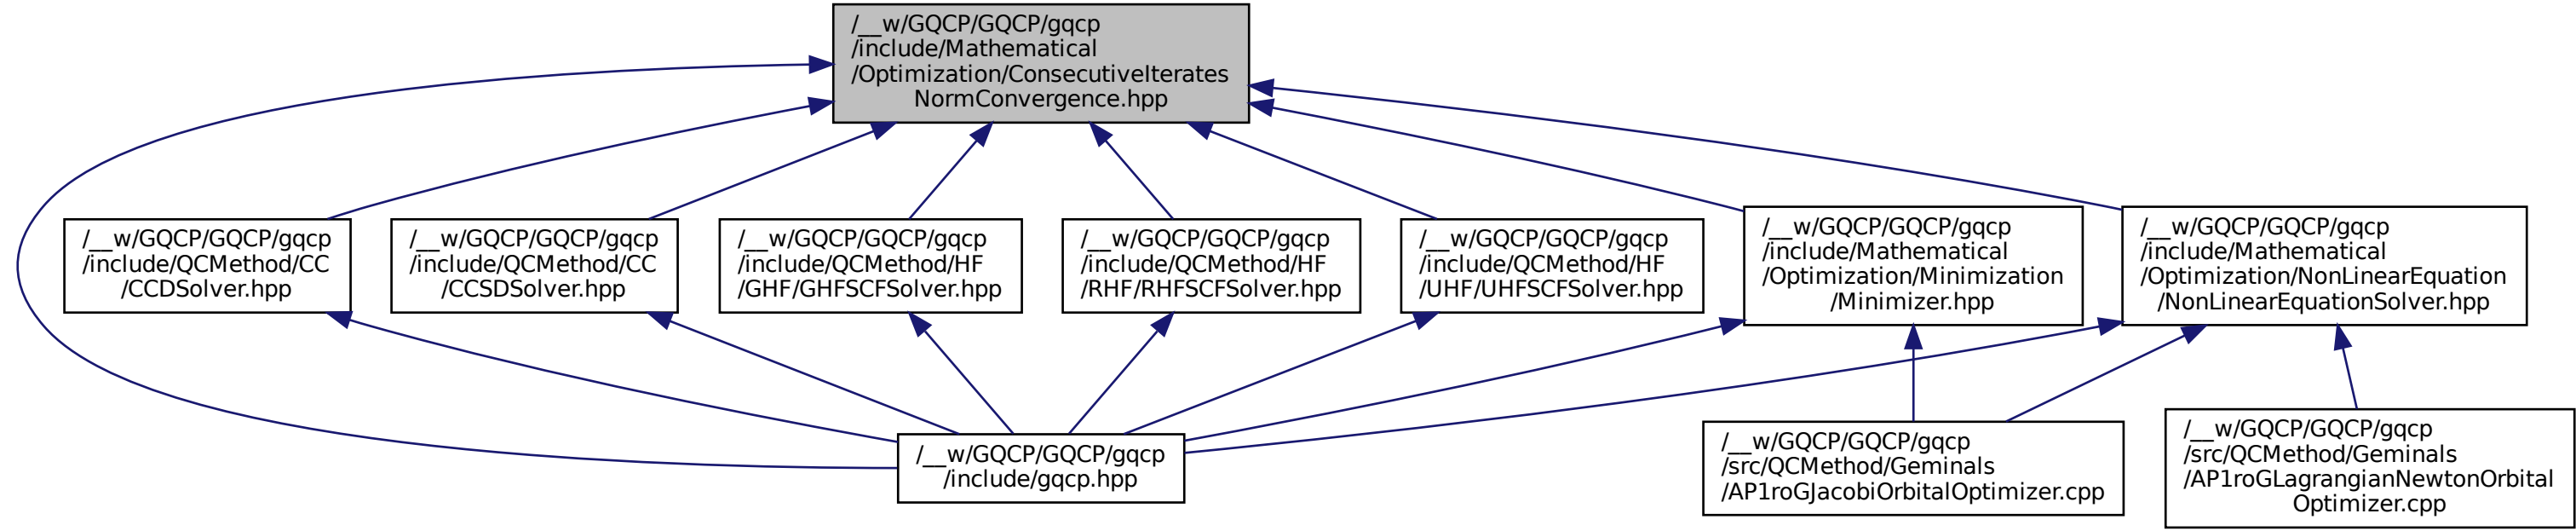 /__w/GQCP/GQCP/gqcp
/include/Mathematical
/Optimization/ConsecutiveIterates
NormConvergence.hpp
/__w/GQCP/GQCP/gqcp
/include/QCMethod/CC
/CCDSolver.hpp
/__w/GQCP/GQCP/gqcp
/include/QCMethod/CC
/CCSDSolver.hpp
/__w/GQCP/GQCP/gqcp
/include/QCMethod/HF
/GHF/GHFSCFSolver.hpp
/__w/GQCP/GQCP/gqcp
/include/QCMethod/HF
/RHF/RHFSCFSolver.hpp
/__w/GQCP/GQCP/gqcp
/include/QCMethod/HF
/UHF/UHFSCFSolver.hpp
/__w/GQCP/GQCP/gqcp
/include/Mathematical
/Optimization/Minimization
/Minimizer.hpp
/__w/GQCP/GQCP/gqcp
/include/Mathematical
/Optimization/NonLinearEquation
/NonLinearEquationSolver.hpp
/__w/GQCP/GQCP/gqcp
/include/gqcp.hpp
/__w/GQCP/GQCP/gqcp
/src/QCMethod/Geminals
/AP1roGJacobiOrbitalOptimizer.cpp
/__w/GQCP/GQCP/gqcp
/src/QCMethod/Geminals
/AP1roGLagrangianNewtonOrbital
Optimizer.cpp